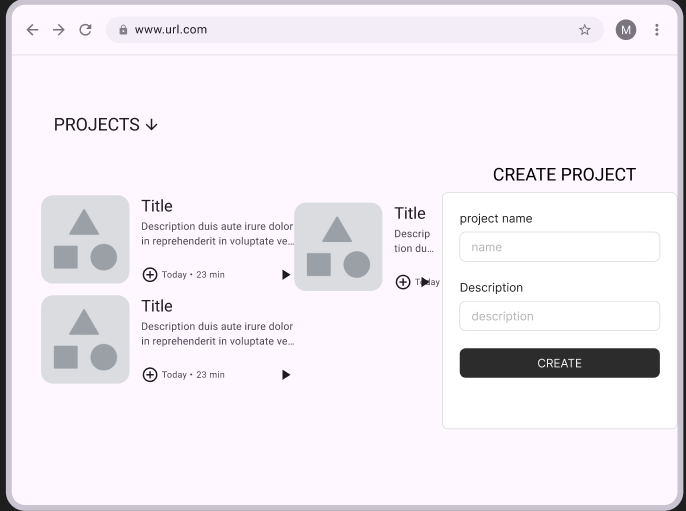 www.url.com
M
PROJECTS
CREATE PROJECT
Title
Description duis aute irure dolor
in reprehenderit in voluptate ve...
Today • 23 min
Title
Descrip
tion du...
Today
Title
Description duis aute irure dolor
in reprehenderit in voluptate ve...
Today • 23 min
project name
name
Description
description
CREATE